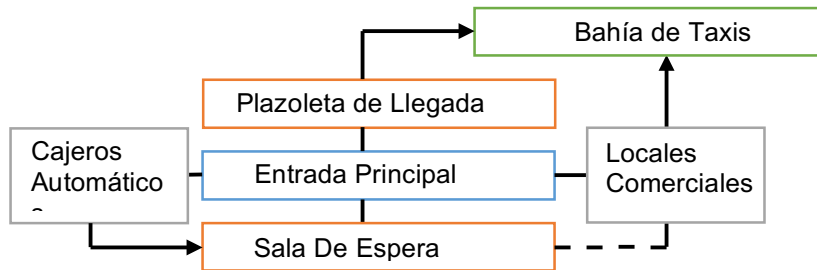 Bahía de Taxis
Plazoleta de Llegada
Cajeros
Automático
Entrada Principal
Locales
Comerciales
Sala De Espera